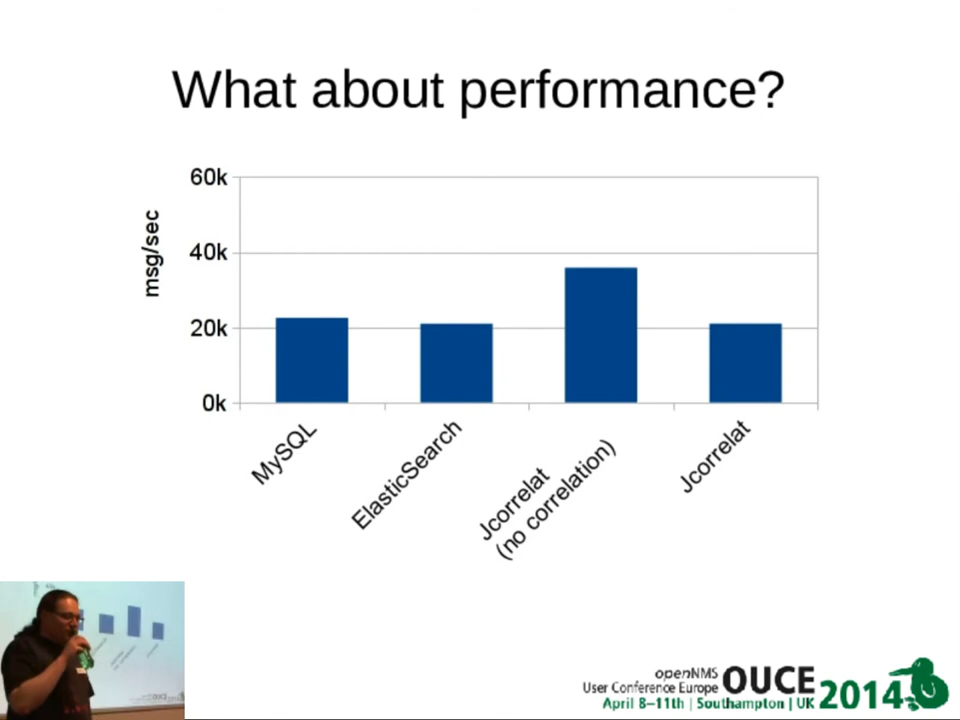 What about performance?
60k
40k
20k
0k
msg/sec
MySQL
ElasticSearch
Jcorrelat
(no correlation)
Jcorrelat
openNMS
User Conference Europe
OUCE
2014
April 8–11th | Southampton | UK